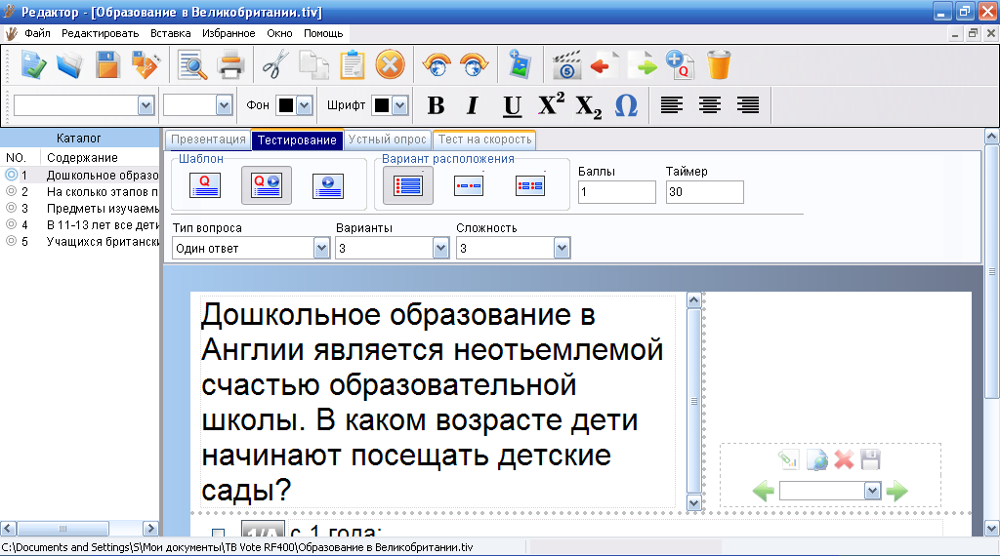 Редактор - [Образование в Великобритании.tiv]
Файл Редактировать Вставка Избранное Окно Помощь
Фон Шрифт B I U X² X₂ Ω
Каталог
NO. Содержание
1 Дошкольное образо
2 На сколько этапов п
3 Предметы изучаемы
4 В 11-13 лет все дети
5 Учащихся британски
Презентация Тестирование Устный опрос Тест на скорость
Шаблон Вариант расположения
Баллы Таймер
1 30
Тип вопроса Варианты Сложность
Один ответ 3 3
Дошкольное образование в
Англии является неотьемлемой
счастью образовательной
школы. В каком возрасте дети
начинают посещать детские
сады?
1/A с 1 года;
C:\Documents and Settings\S\Мои документы\TB Vote RF400\Образование в Великобритании.tiv